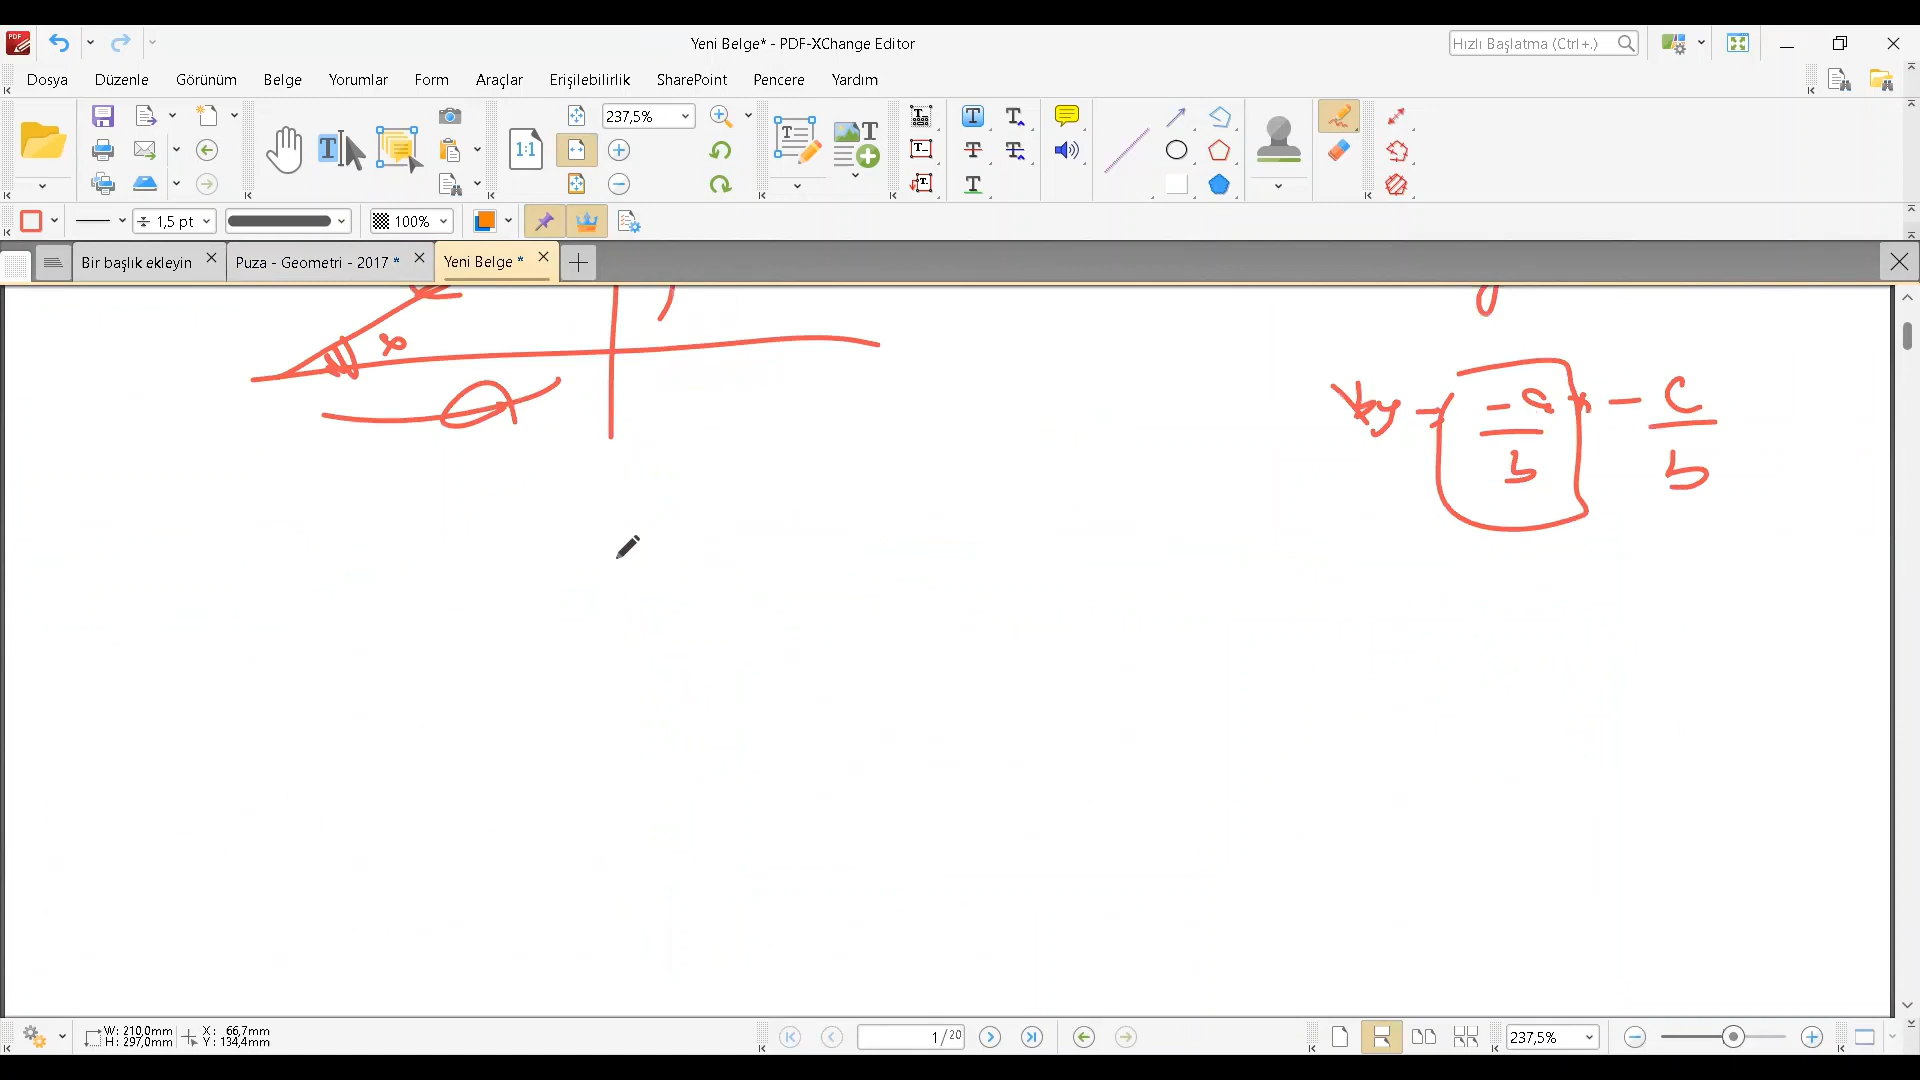 Yeni Belge* - PDF-XChange Editor
Hızlı Başlatma (Ctrl+.)
Dosya Düzenle Görünüm Belge Yorumlar Form Araçlar Erişilebilirlik SharePoint Pencere Yardım
237,5%
1:1
1,5 pt
100%
Bir başlık ekleyin
Puza - Geometri - 2017 *
Yeni Belge *
y = -a/b x - c/b
W: 210,0mm
H: 297,0mm
X: 66,7mm
Y: 134,4mm
1 / 20
237,5%